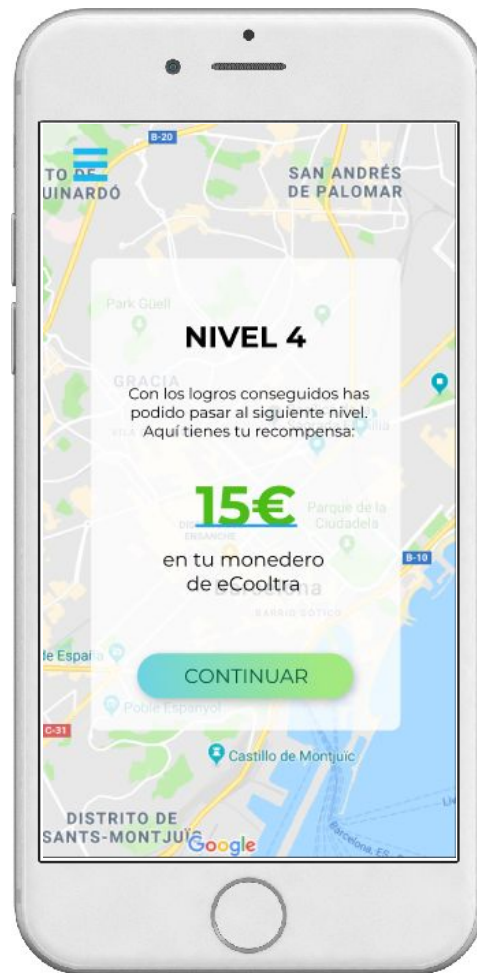 B-20
TO DE
UINARDÓ
SAN ANDRÉS
DE PALOMAR
Park Güell
NIVEL 4
GRACIA
Con los logros conseguidos has
podido pasar al siguiente nivel.
Aquí tienes tu recompensa:
15€
Parque de la
Ciudadela
ENSANCHE
B-10
en tu monedero
de eCooltra
Barcelona
BARRIO GÓTICO
de España
CONTINUAR
Poble Espanyol
C-31
Castillo de Montjuïc
DISTRITO DE
SANTS-MONTJUÏC
Google